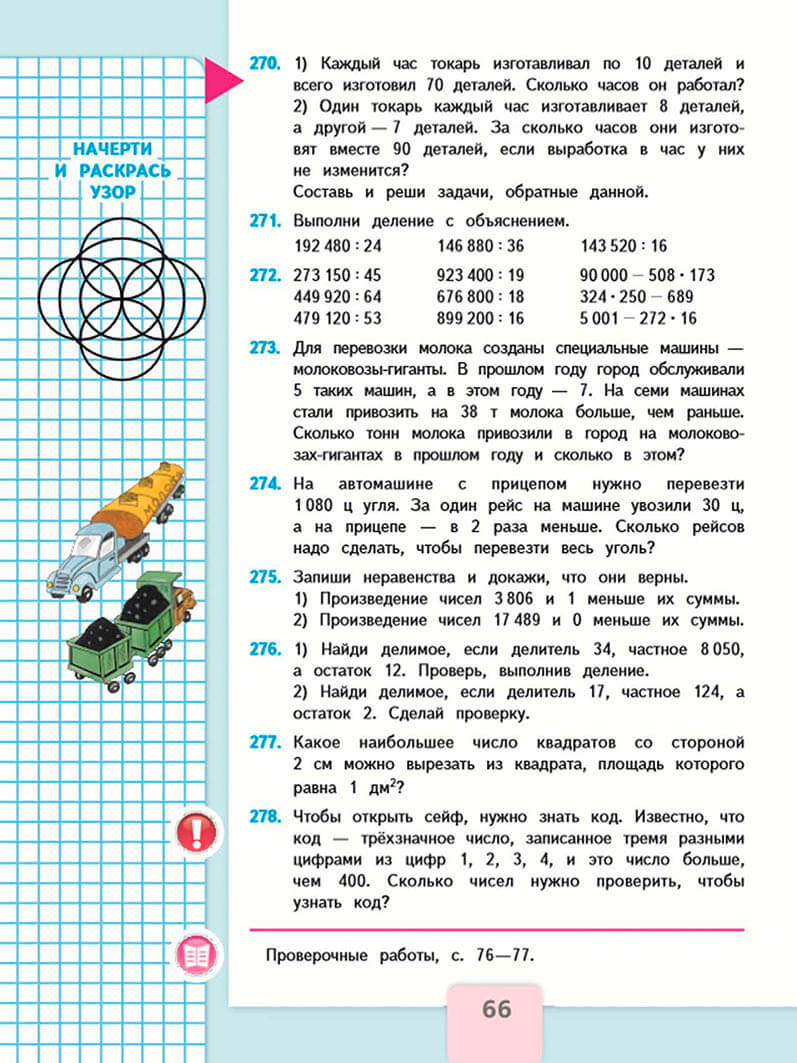 НАЧЕРТИ
И РАСКРАСЬ
УЗОР
МОЛОКО
270. 1) Каждый час токарь изготавливал по 10 деталей и
всего изготовил 70 деталей. Сколько часов он работал?
2) Один токарь каждый час изготавливает 8 деталей,
а другой — 7 деталей. За сколько часов они изгото-
вят вместе 90 деталей, если выработка в час у них
не изменится?
Составь и реши задачи, обратные данной.
271. Выполни деление с объяснением.
192 480 : 24 146 880 : 36 143 520 : 16
272. 273 150 : 45 923 400 : 19 90 000 − 508 · 173
449 920 : 64 676 800 : 18 324 · 250 − 689
479 120 : 53 899 200 : 16 5 001 − 272 · 16
273. Для перевозки молока созданы специальные машины —
молоковозы-гиганты. В прошлом году город обслуживали
5 таких машин, а в этом году — 7. На семи машинах
стали привозить на 38 т молока больше, чем раньше.
Сколько тонн молока привозили в город на молоково-
зах-гигантах в прошлом году и сколько в этом?
274. На автомашине с прицепом нужно перевезти
1 080 ц угля. За один рейс на машине увозили 30 ц,
а на прицепе — в 2 раза меньше. Сколько рейсов
надо сделать, чтобы перевезти весь уголь?
275. Запиши неравенства и докажи, что они верны.
1) Произведение чисел 3 806 и 1 меньше их суммы.
2) Произведение чисел 17 489 и 0 меньше их суммы.
276. 1) Найди делимое, если делитель 34, частное 8 050,
а остаток 12. Проверь, выполнив деление.
2) Найди делимое, если делитель 17, частное 124, а
остаток 2. Сделай проверку.
277. Какое наибольшее число квадратов со стороной
2 см можно вырезать из квадрата, площадь которого
равна 1 дм²?
278. Чтобы открыть сейф, нужно знать код. Известно, что
код — трёхзначное число, записанное тремя разными
цифрами из цифр 1, 2, 3, 4, и это число больше,
чем 400. Сколько чисел нужно проверить, чтобы
узнать код?
Проверочные работы, с. 76—77.
66